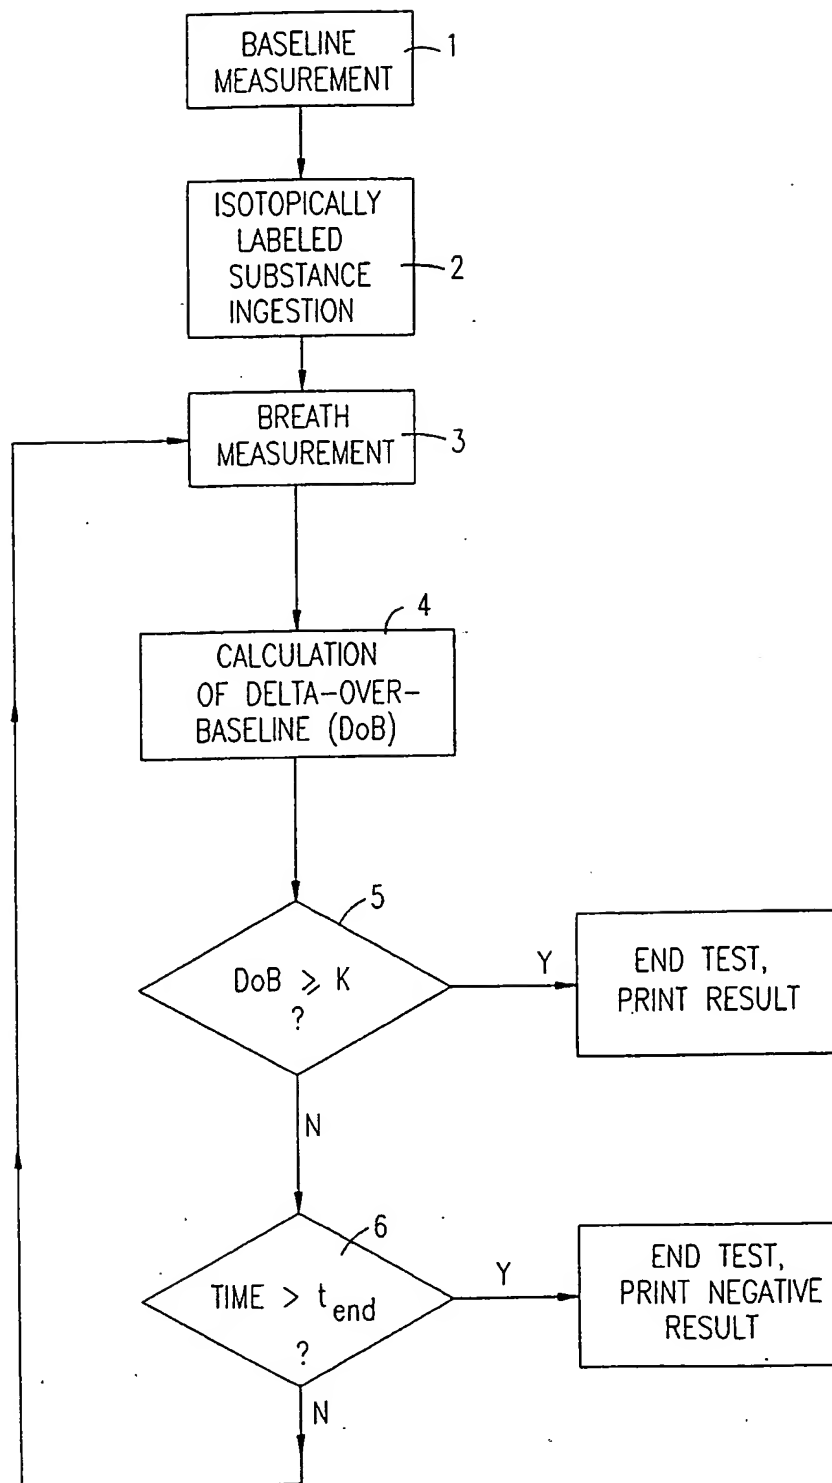 BASELINE
MEASUREMENT
1
ISOTOPICALLY
LABELED
SUBSTANCE
INGESTION
2
BREATH
MEASUREMENT
3
4
CALCULATION
OF DELTA-OVER-
BASELINE (DoB)
5
DoB ⩾ K
?
Y
END TEST,
PRINT RESULT
N
6
TIME > t_end
?
Y
END TEST,
PRINT NEGATIVE
RESULT
N